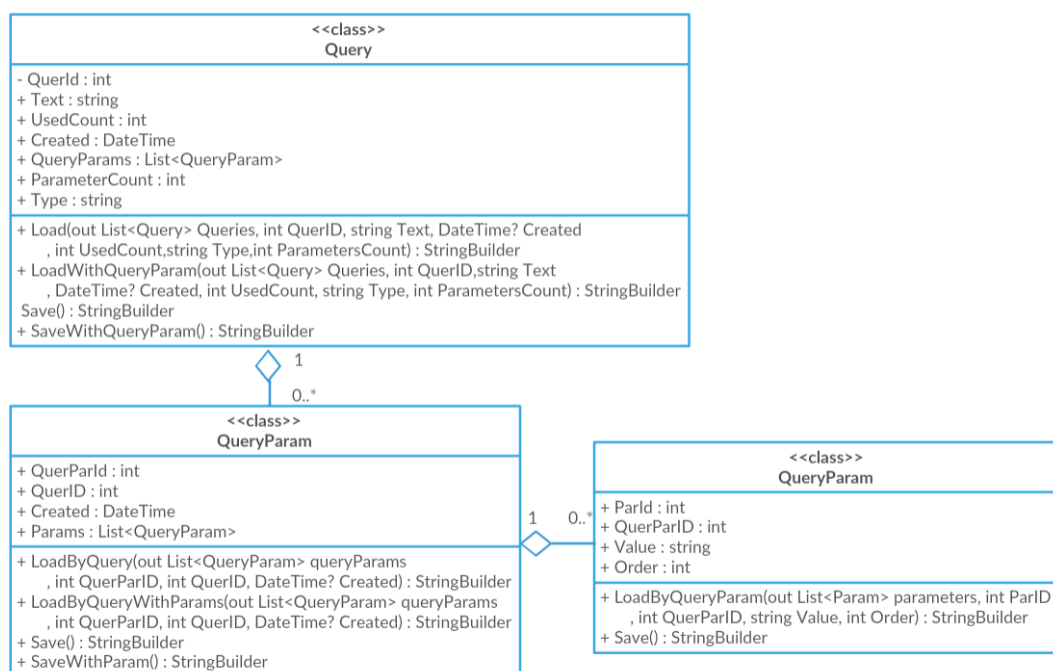 <<class>>
Query
- QuerId : int
+ Text : string
+ UsedCount : int
+ Created : DateTime
+ QueryParams : List<QueryParam>
+ ParameterCount : int
+ Type : string
+ Load(out List<Query> Queries, int QuerID, string Text, DateTime? Created
, int UsedCount,string Type,int ParametersCount) : StringBuilder
+ LoadWithQueryParam(out List<Query> Queries, int QuerID,string Text
, DateTime? Created, int UsedCount, string Type, int ParametersCount) : StringBuilder
Save() : StringBuilder
+ SaveWithQueryParam() : StringBuilder
1
0..*
<<class>>
QueryParam
+ QuerParId : int
+ QuerID : int
+ Created : DateTime
+ Params : List<QueryParam>
+ LoadByQuery(out List<QueryParam> queryParams
, int QuerParID, int QuerID, DateTime? Created) : StringBuilder
+ LoadByQueryWithParams(out List<QueryParam> queryParams
, int QuerParID, int QuerID, DateTime? Created) : StringBuilder
+ Save() : StringBuilder
+ SaveWithParam() : StringBuilder
1
0..*
<<class>>
QueryParam
+ ParId : int
+ QuerParID : int
+ Value : string
+ Order : int
+ LoadByQueryParam(out List<Param> parameters, int ParID
, int QuerParID, string Value, int Order) : StringBuilder
+ Save() : StringBuilder